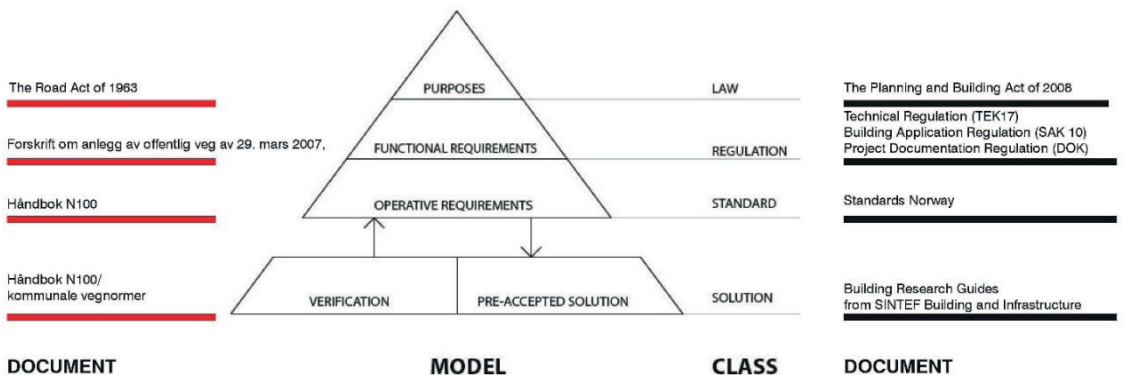 The Road Act of 1963
PURPOSES
LAW
The Planning and Building Act of 2008
Forskrift om anlegg av offentlig veg av 29. mars 2007,
FUNCTIONAL REQUIREMENTS
REGULATION
Technical Regulation (TEK17)
Building Application Regulation (SAK 10)
Project Documentation Regulation (DOK)
Håndbok N100
OPERATIVE REQUIREMENTS
STANDARD
Standards Norway
Håndbok N100/
kommunale vegnormer
VERIFICATION
PRE-ACCEPTED SOLUTION
SOLUTION
Building Research Guides
from SINTEF Building and Infrastructure
DOCUMENT
MODEL
CLASS
DOCUMENT